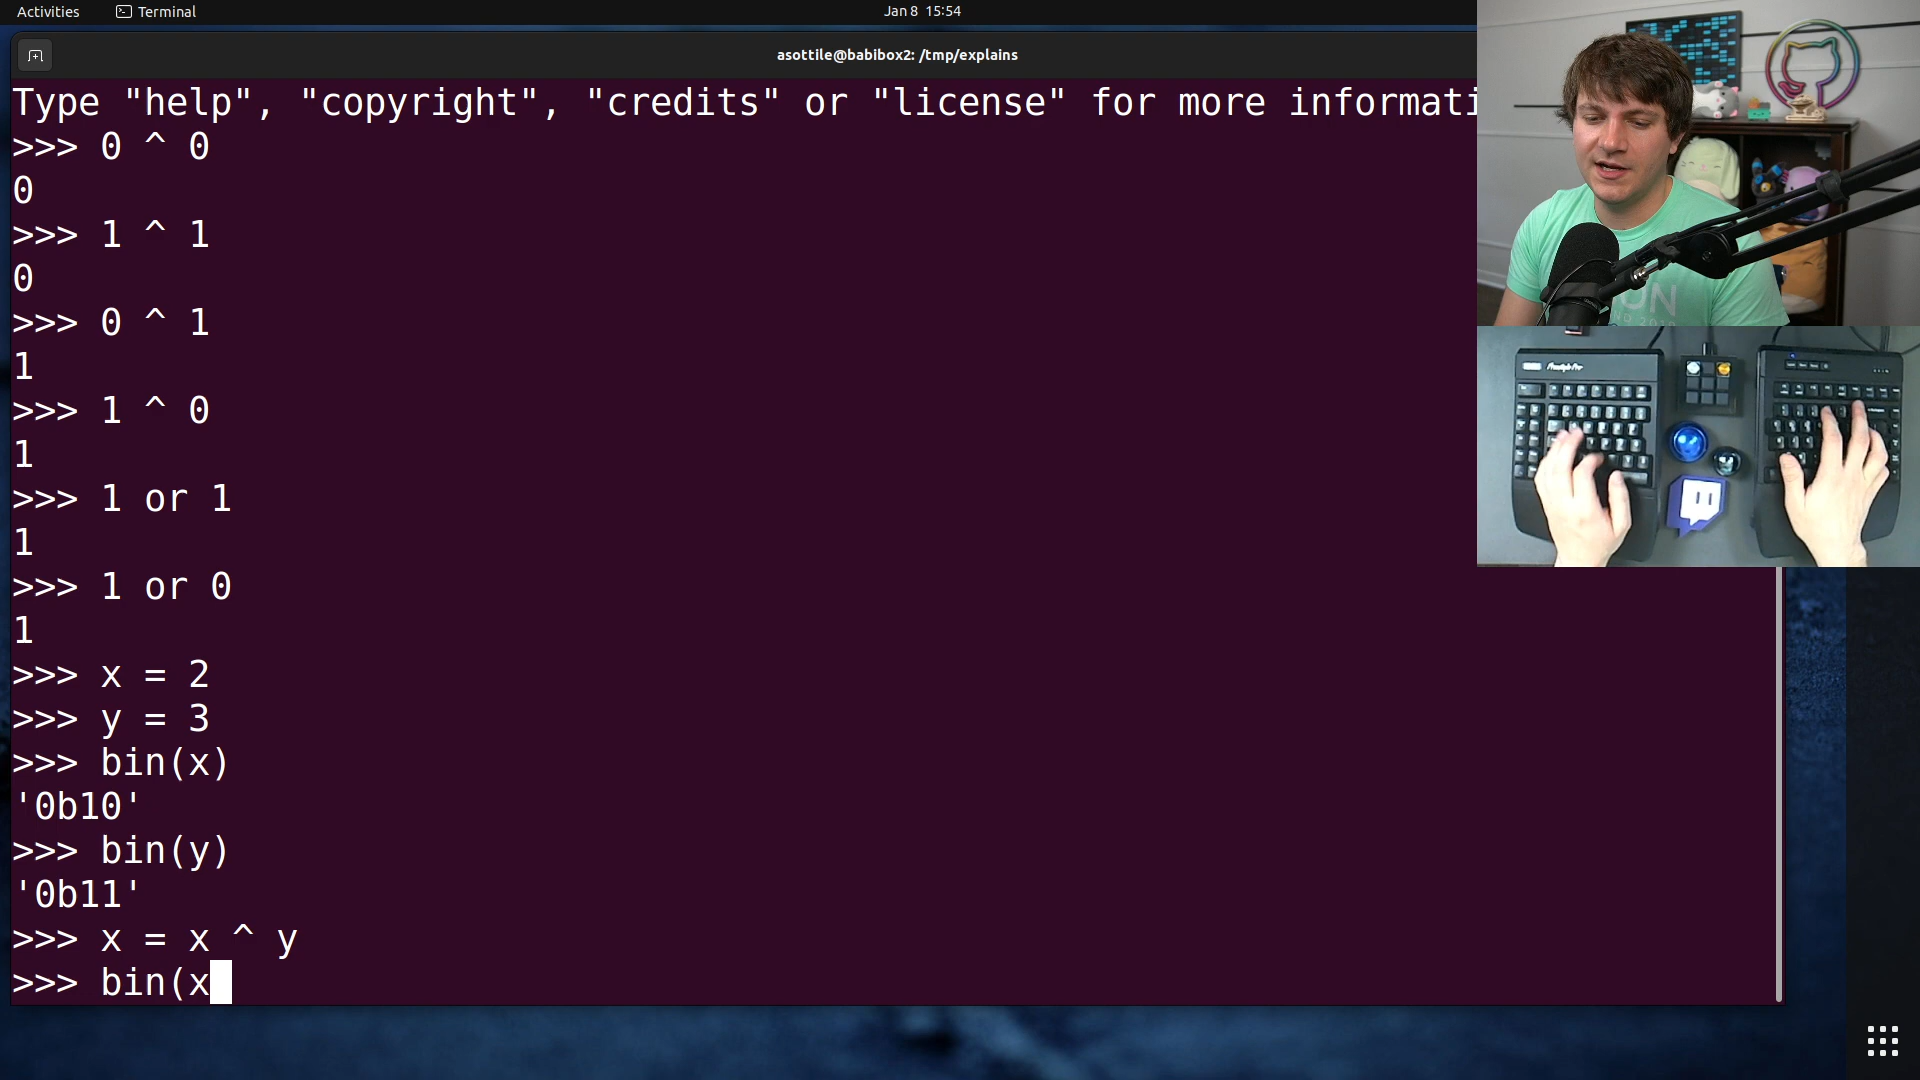 Activities
Terminal
Jan 8 15:54
asottile@babibox2: /tmp/explains
Type "help", "copyright", "credits" or "license" for more informati
>>> 0 ^ 0
0
>>> 1 ^ 1
0
>>> 0 ^ 1
1
>>> 1 ^ 0
1
>>> 1 or 1
1
>>> 1 or 0
1
>>> x = 2
>>> y = 3
>>> bin(x)
'0b10'
>>> bin(y)
'0b11'
>>> x = x ^ y
>>> bin(x